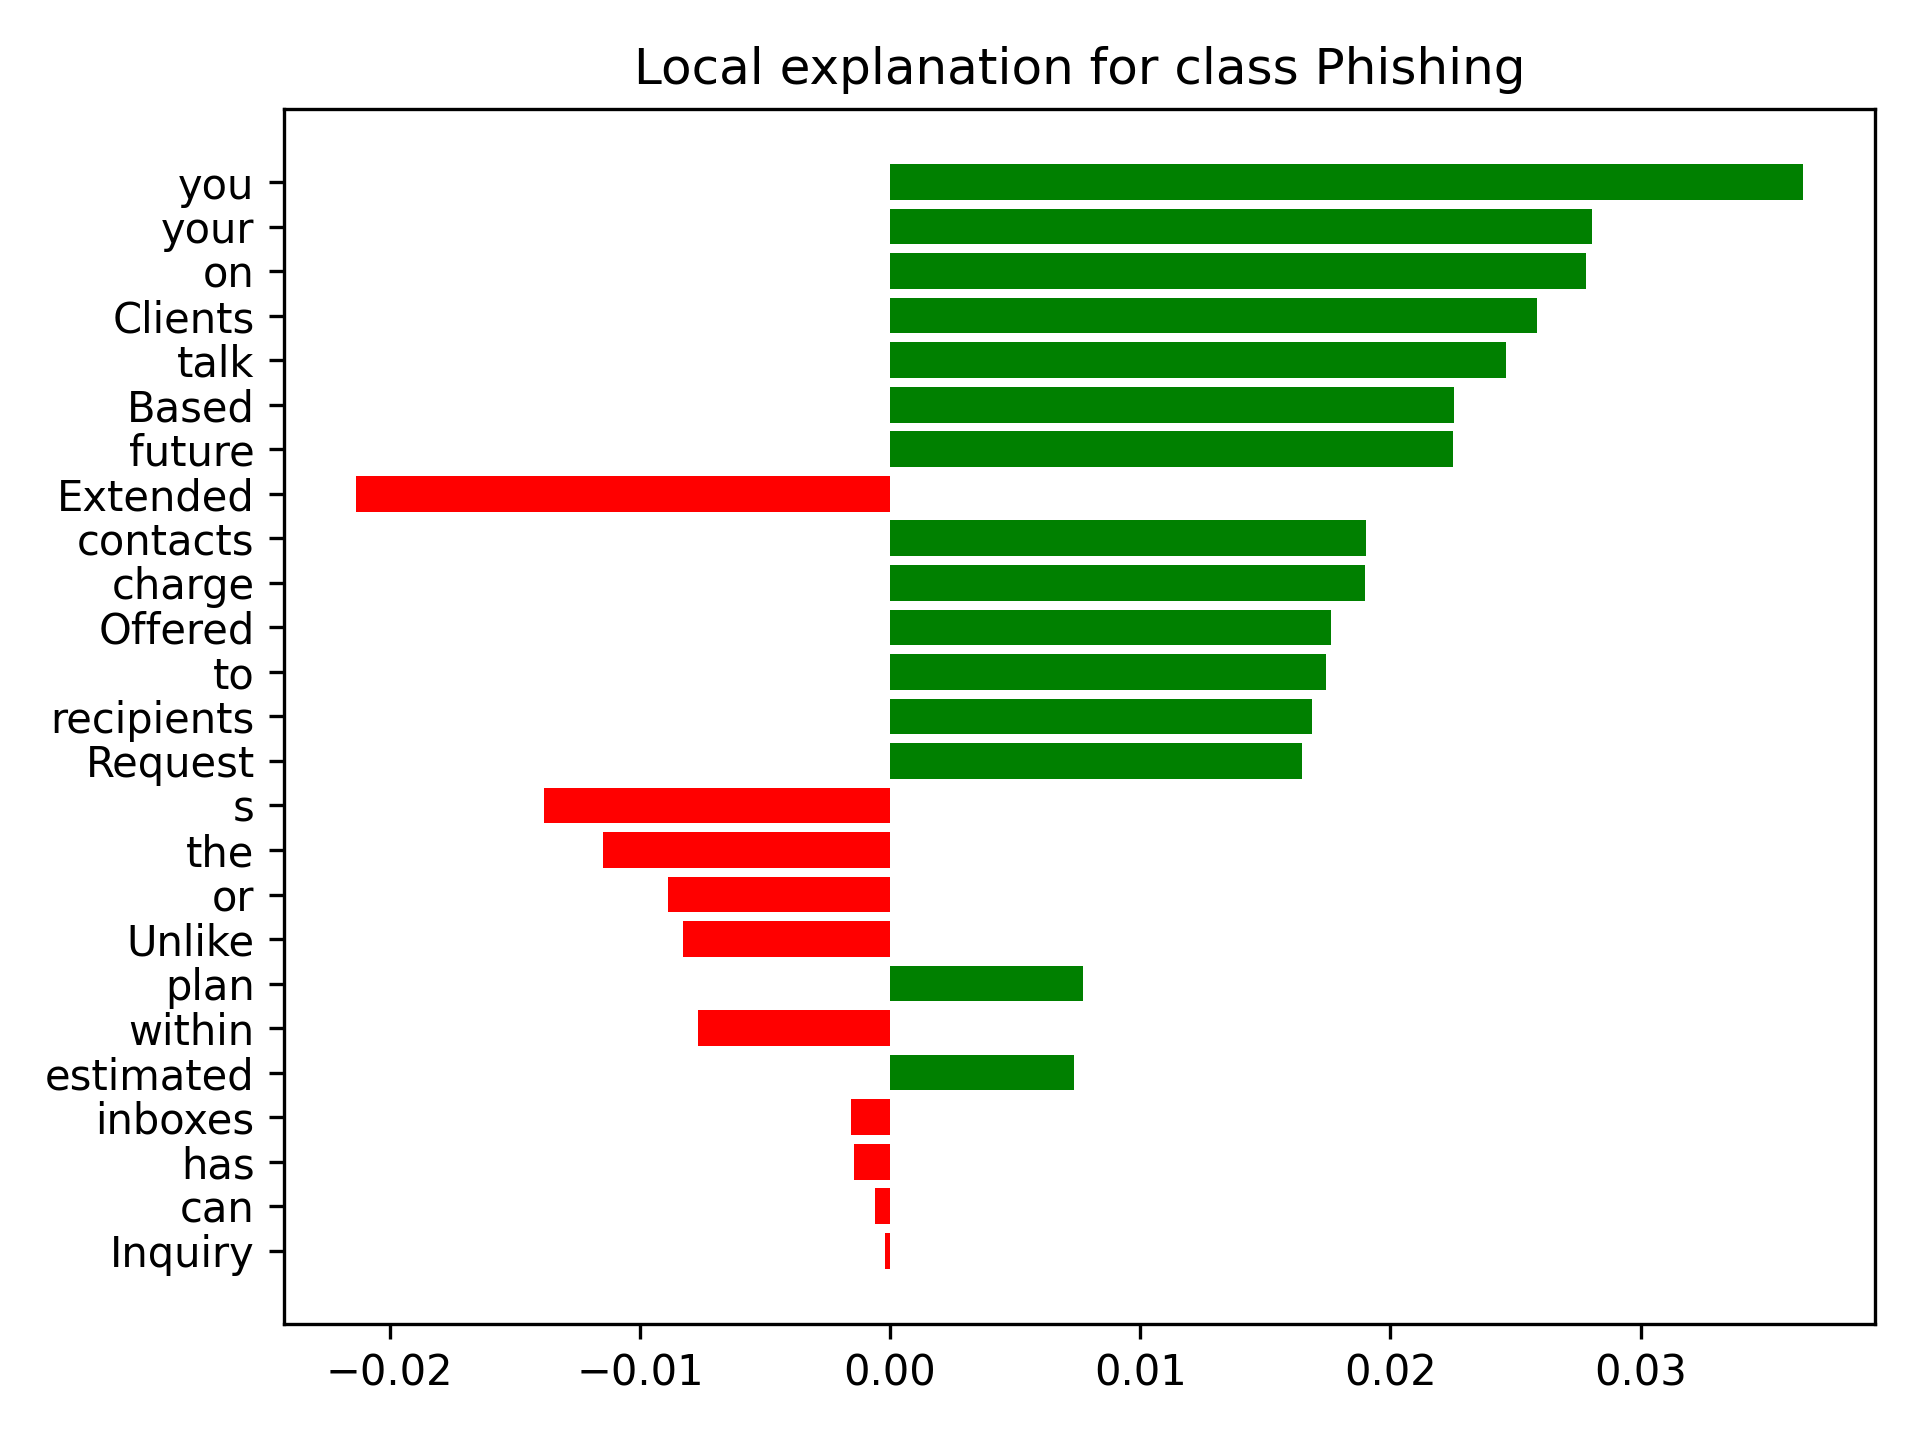 Local explanation for class Phishing
you
your
on
Clients
talk
Based
future
Extended
contacts
charge
Offered
to
recipients
Request
s
the
or
Unlike
plan
within
estimated
inboxes
has
can
Inquiry
−0.02 −0.01 0.00 0.01 0.02 0.03